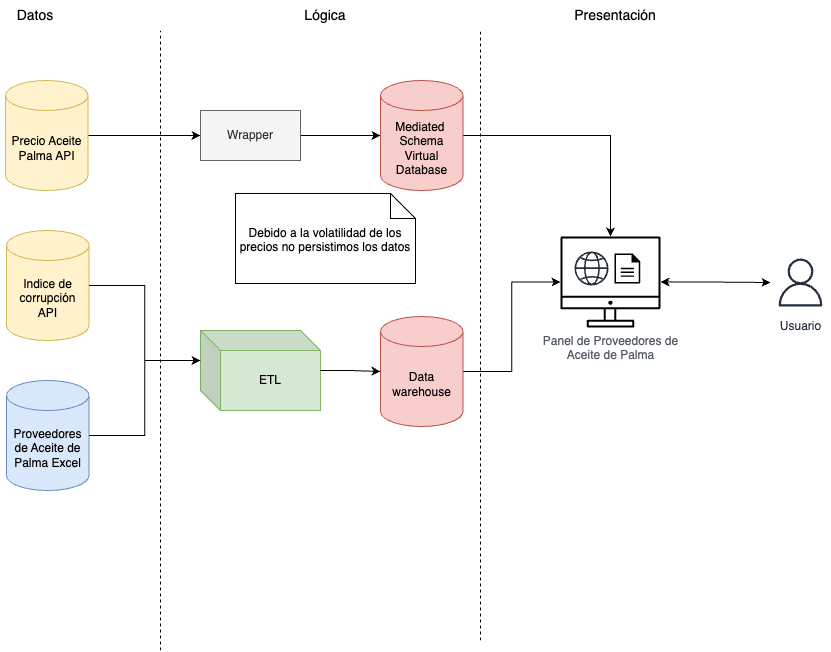 Datos
Lógica
Presentación
Precio Aceite
Palma API
Wrapper
Mediated
Schema
Virtual
Database
Debido a la volatilidad de los
precios no persistimos los datos
Indice de
corrupción
API
ETL
Data
warehouse
Proveedores
de Aceite de
Palma Excel
Panel de Proveedores de
Aceite de Palma
Usuario